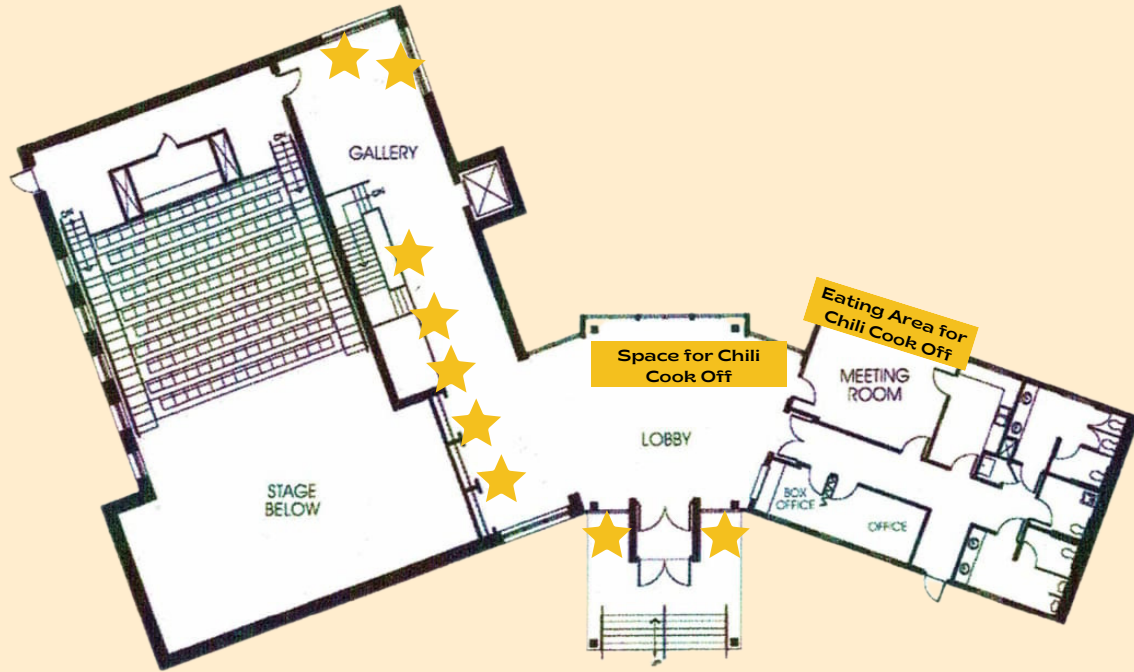 GALLERY
Eating Area for
Chili Cook Off
Space for Chili
Cook Off
MEETING
ROOM
LOBBY
STAGE
BELOW
BOX
OFFICE
OFFICE